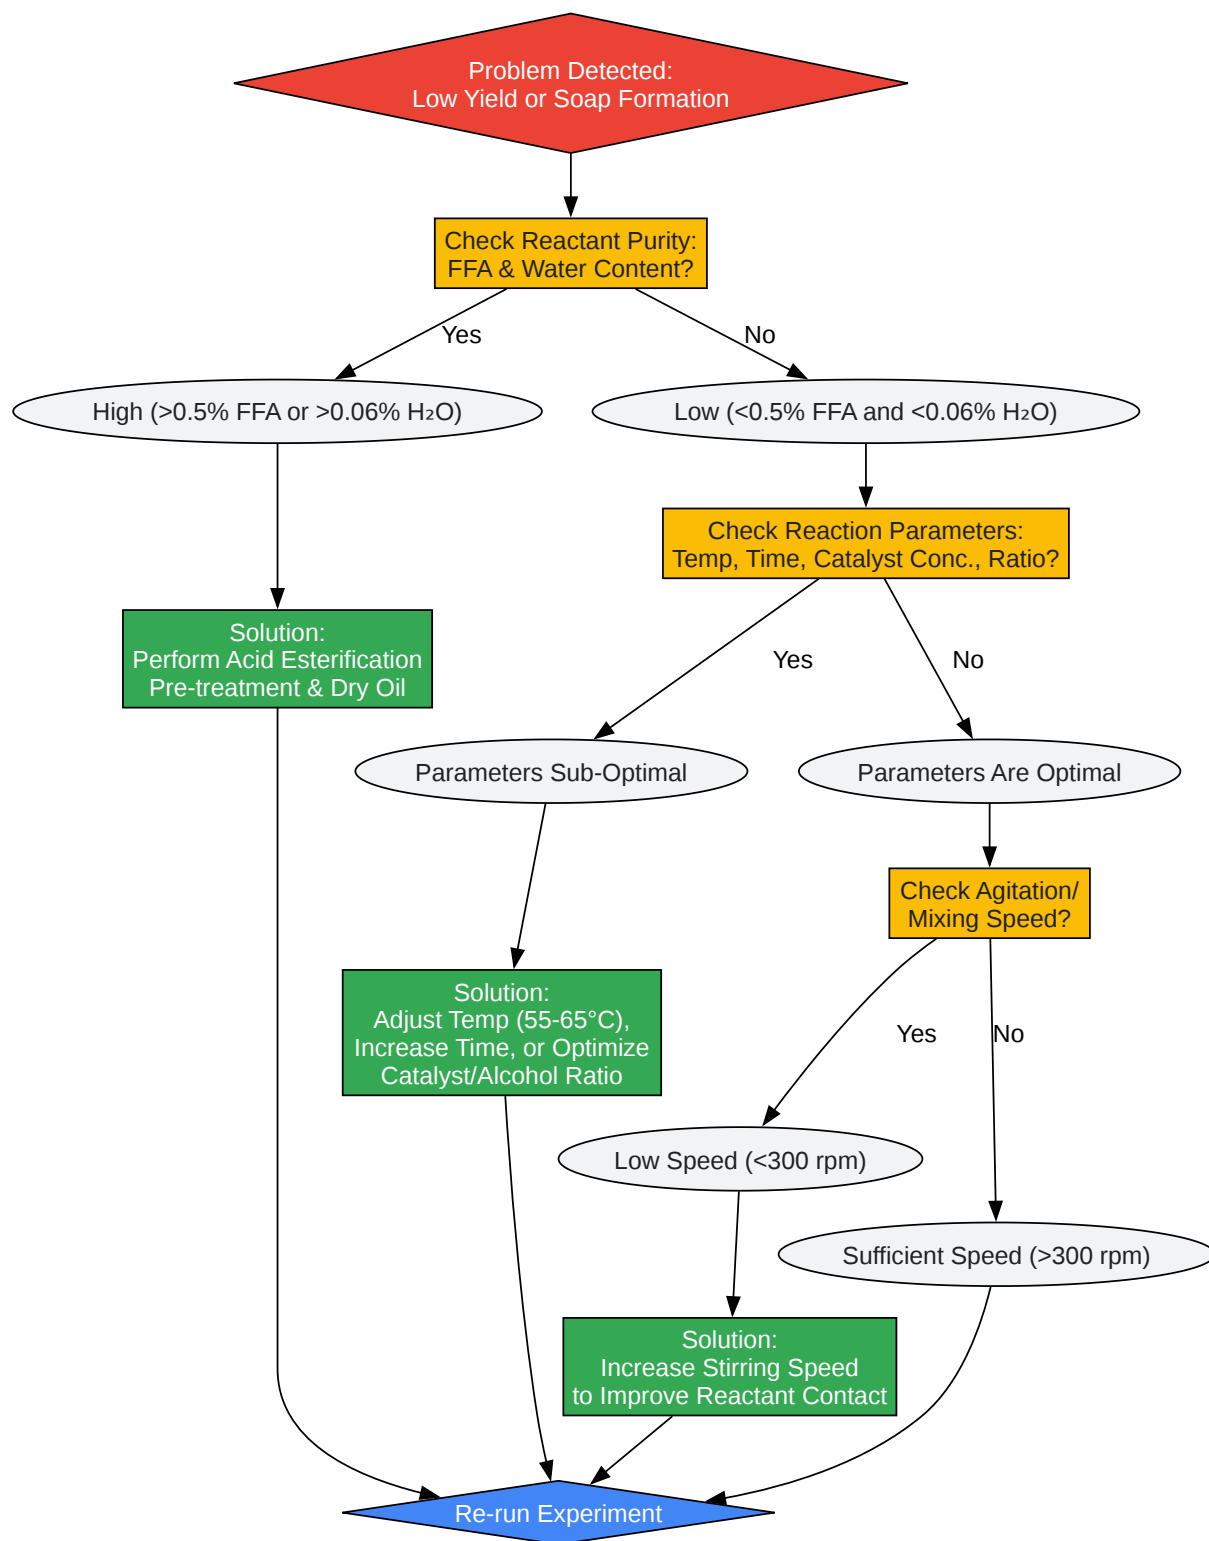 Problem Detected:
Low Yield or Soap Formation
Check Reactant Purity:
FFA & Water Content?
Yes
No
High (>0.5% FFA or >0.06% H₂O)
Low (<0.5% FFA and <0.06% H₂O)
Check Reaction Parameters:
Temp, Time, Catalyst Conc., Ratio?
Solution:
Perform Acid Esterification
Pre-treatment & Dry Oil
Yes
No
Parameters Sub-Optimal
Parameters Are Optimal
Check Agitation/
Mixing Speed?
Solution:
Adjust Temp (55-65°C),
Increase Time, or Optimize
Catalyst/Alcohol Ratio
Yes
No
Low Speed (<300 rpm)
Sufficient Speed (>300 rpm)
Solution:
Increase Stirring Speed
to Improve Reactant Contact
Re-run Experiment